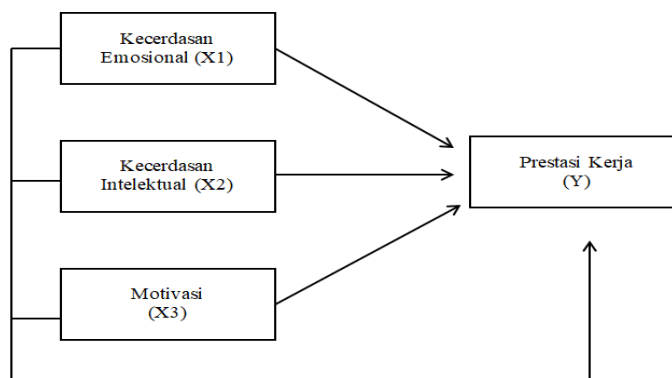 Kecerdasan
Emosional (X1)
Kecerdasan
Intelektual (X2)
Prestasi Kerja
(Y)
Motivasi
(X3)